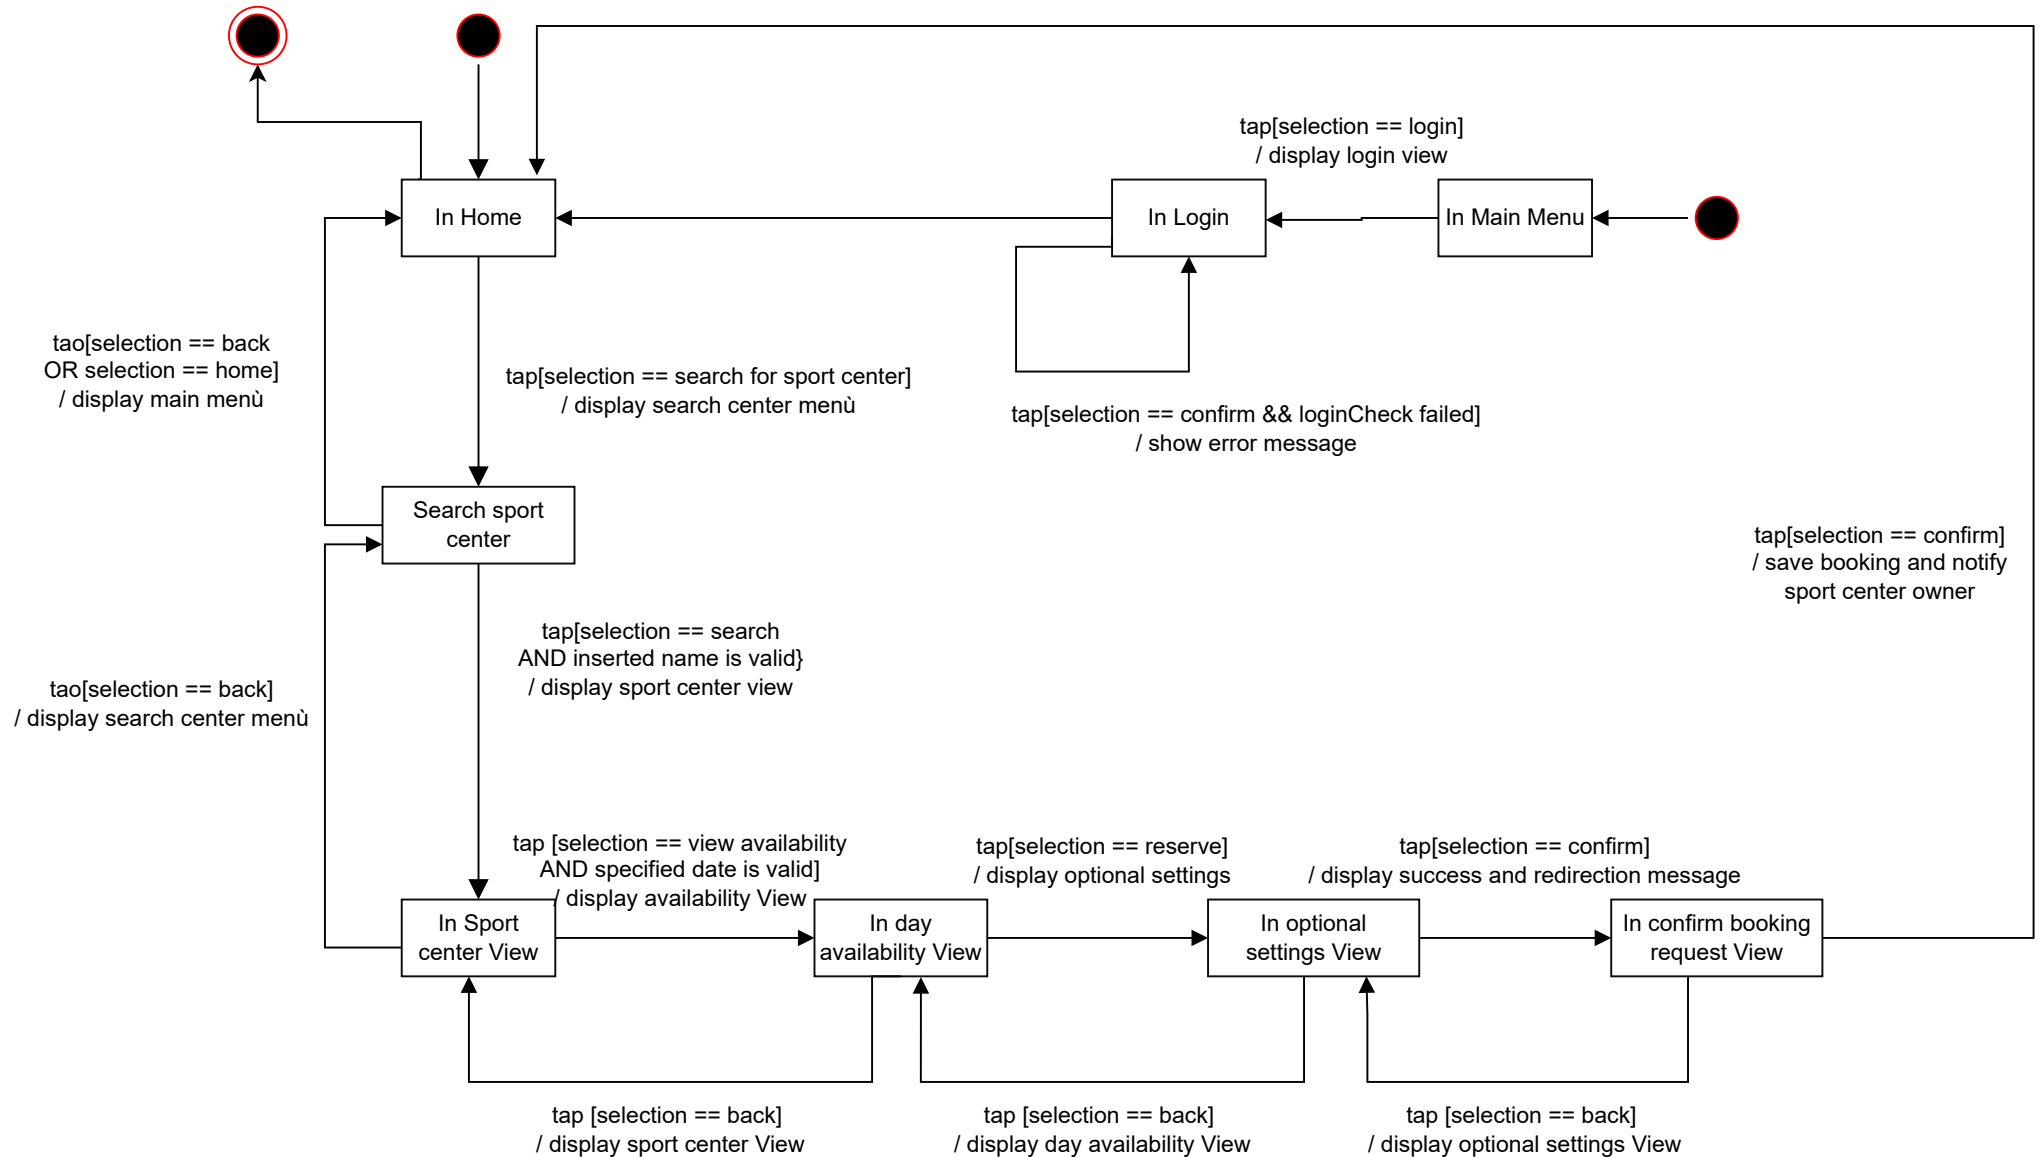 tap[selection == login]
/ display login view
In Home
In Login
In Main Menu
tao[selection == back
OR selection == home]
/ display main menù
tap[selection == search for sport center]
/ display search center menù
tap[selection == confirm && loginCheck failed]
/ show error message
Search sport
center
tap[selection == confirm]
/ save booking and notify
sport center owner
tap[selection == search
AND inserted name is valid}
/ display sport center view
tao[selection == back]
/ display search center menù
tap [selection == view availability
AND specified date is valid]
/ display availability View
tap[selection == reserve]
/ display optional settings
tap[selection == confirm]
/ display success and redirection message
In Sport
center View
In day
availability View
In optional
settings View
In confirm booking
request View
tap [selection == back]
/ display sport center View
tap [selection == back]
/ display day availability View
tap [selection == back]
/ display optional settings View